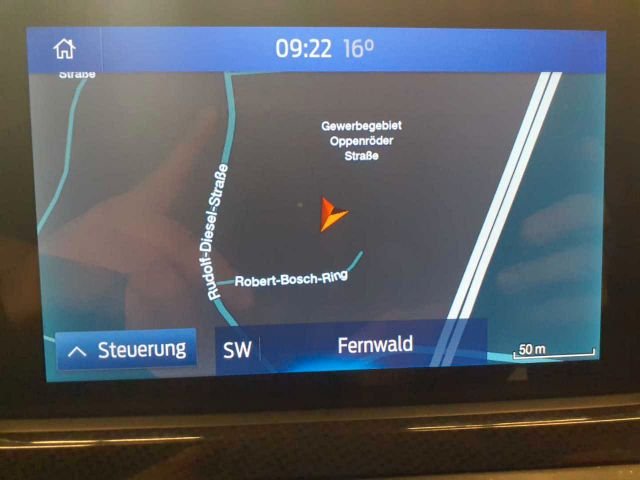 09:22 16°
Straße
Gewerbegebiet
Oppenröder
Straße
Rudolf-Diesel-Straße
Robert-Bosch-Ring
Steuerung
SW
Fernwald
50 m